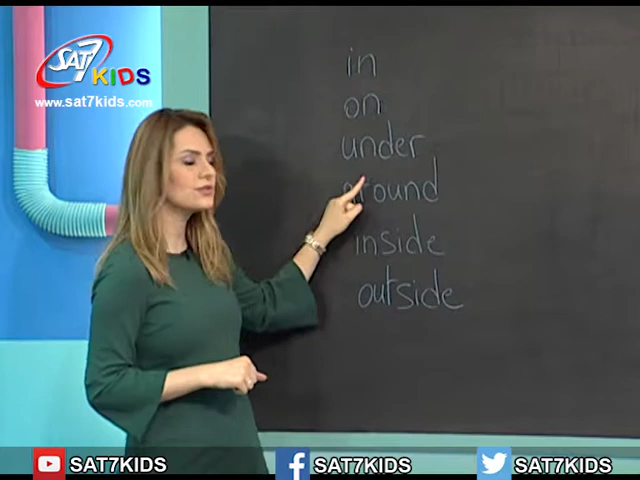 SAT7 KIDS
www.sat7kids.com
in
on
under
around
inside
outside
SAT7KIDS
SAT7KIDS
SAT7KIDS